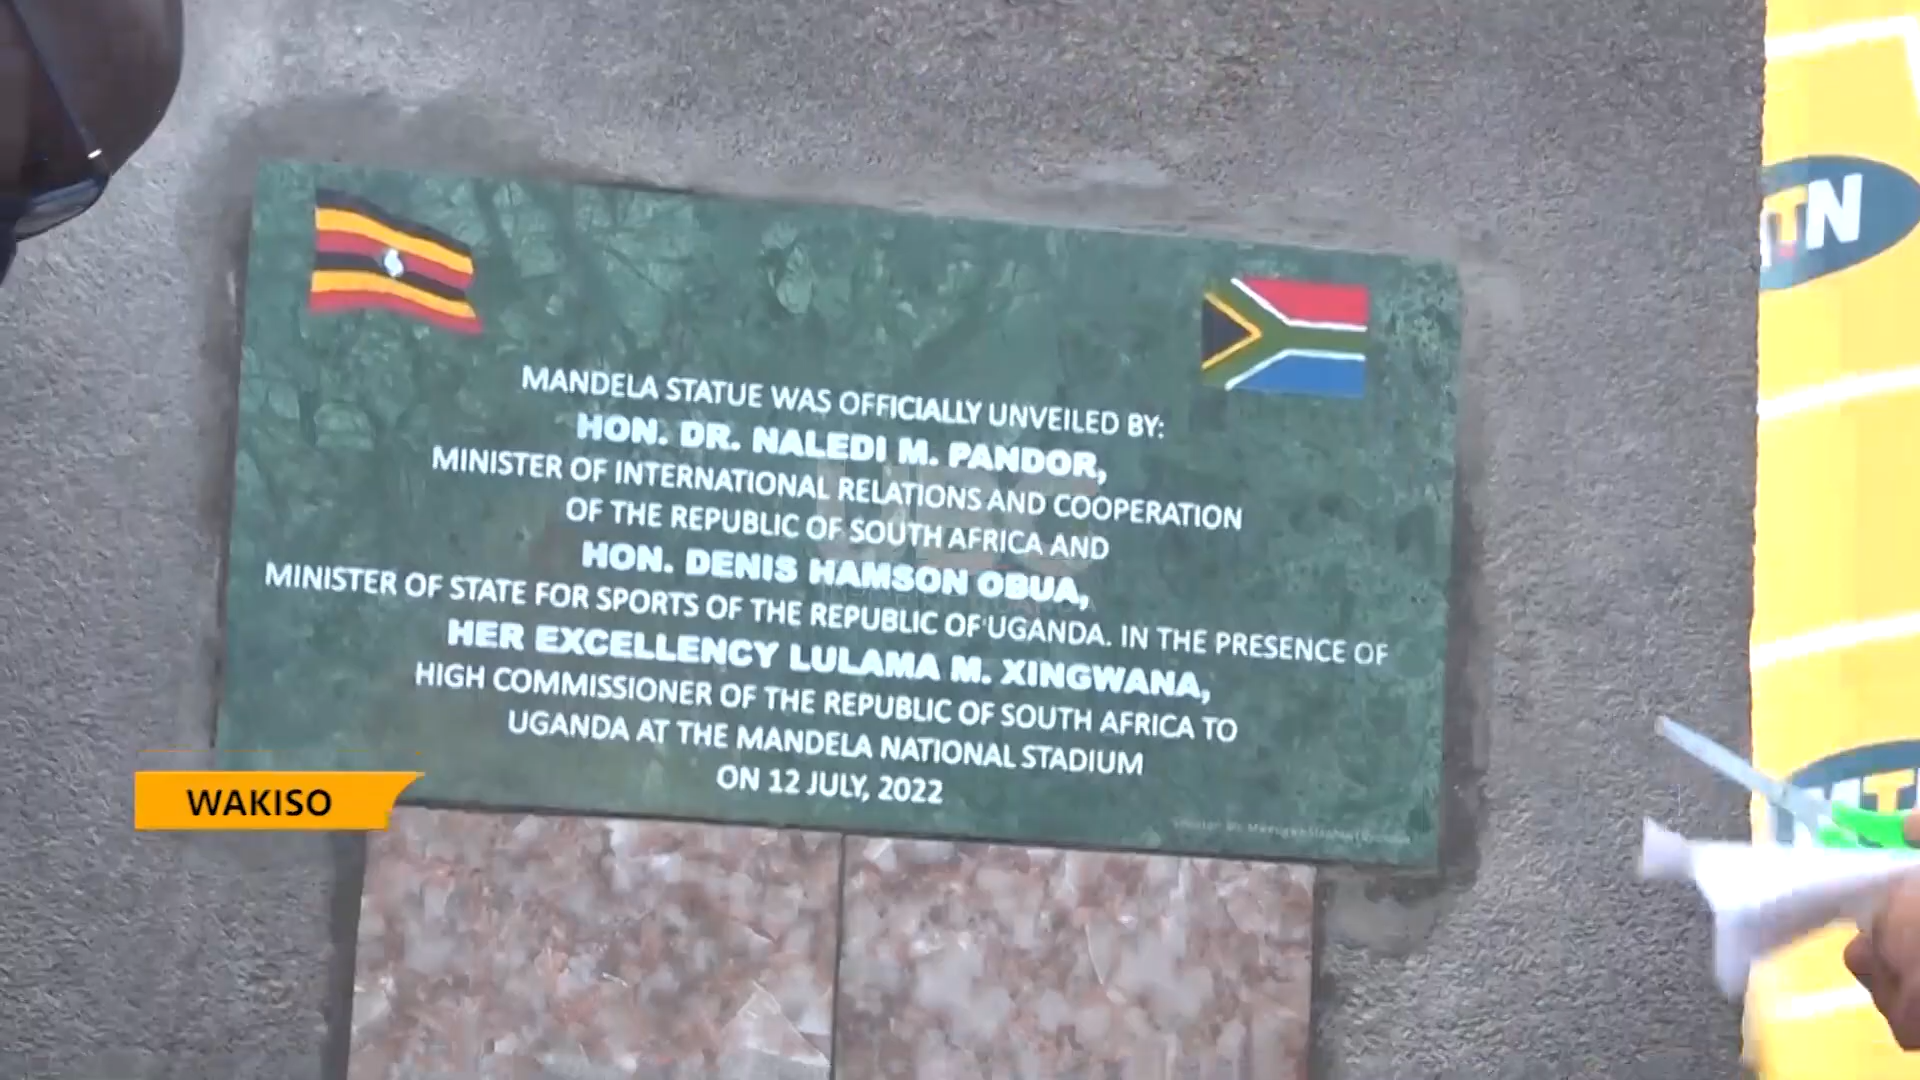 MTN
MANDELA STATUE WAS OFFICIALLY UNVEILED BY:
HON. DR. NALEDI M. PANDOR,
MINISTER OF INTERNATIONAL RELATIONS AND COOPERATION
OF THE REPUBLIC OF SOUTH AFRICA AND
HON. DENIS HAMSON OBUA,
MINISTER OF STATE FOR SPORTS OF THE REPUBLIC OF UGANDA. IN THE PRESENCE OF
HER EXCELLENCY LULAMA M. XINGWANA,
HIGH COMMISSIONER OF THE REPUBLIC OF SOUTH AFRICA TO
UGANDA AT THE MANDELA NATIONAL STADIUM
ON 12 JULY, 2022
WAKISO